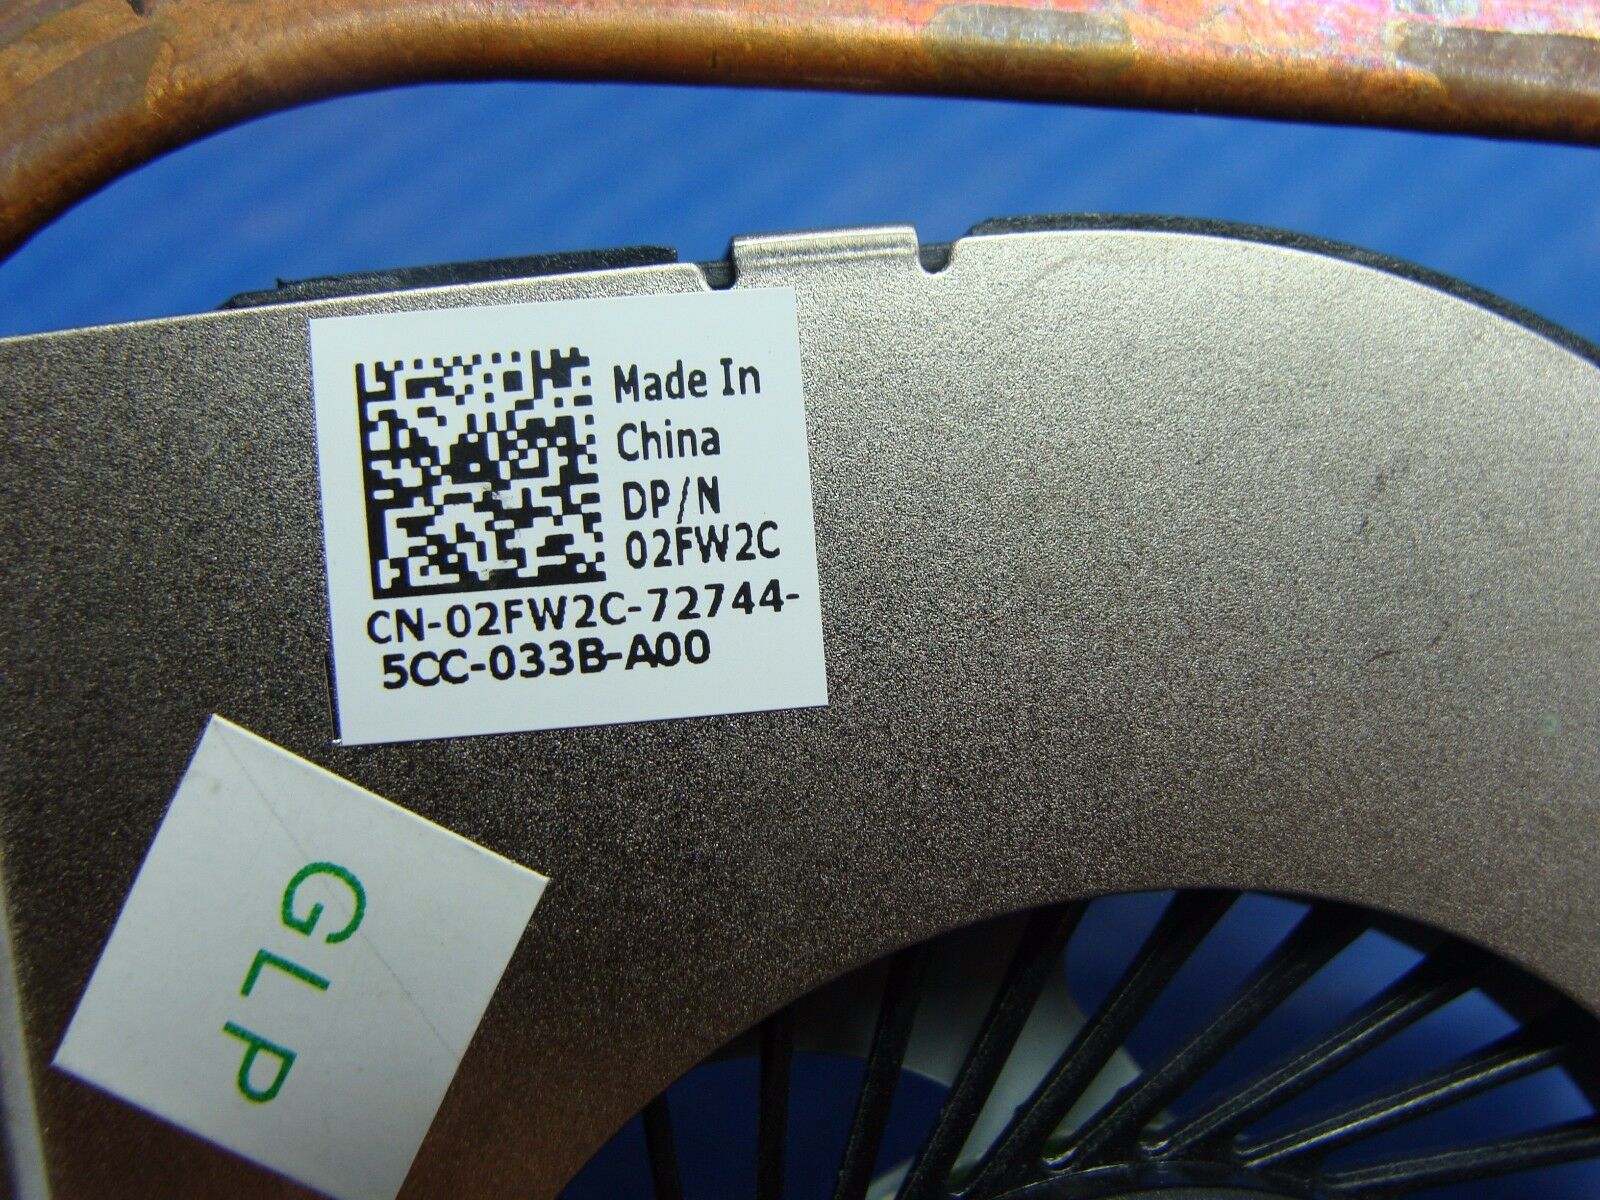 Made In
China
DP/N
02FW2C
CN-02FW2C-72744-
5CC-033B-A00
GLP